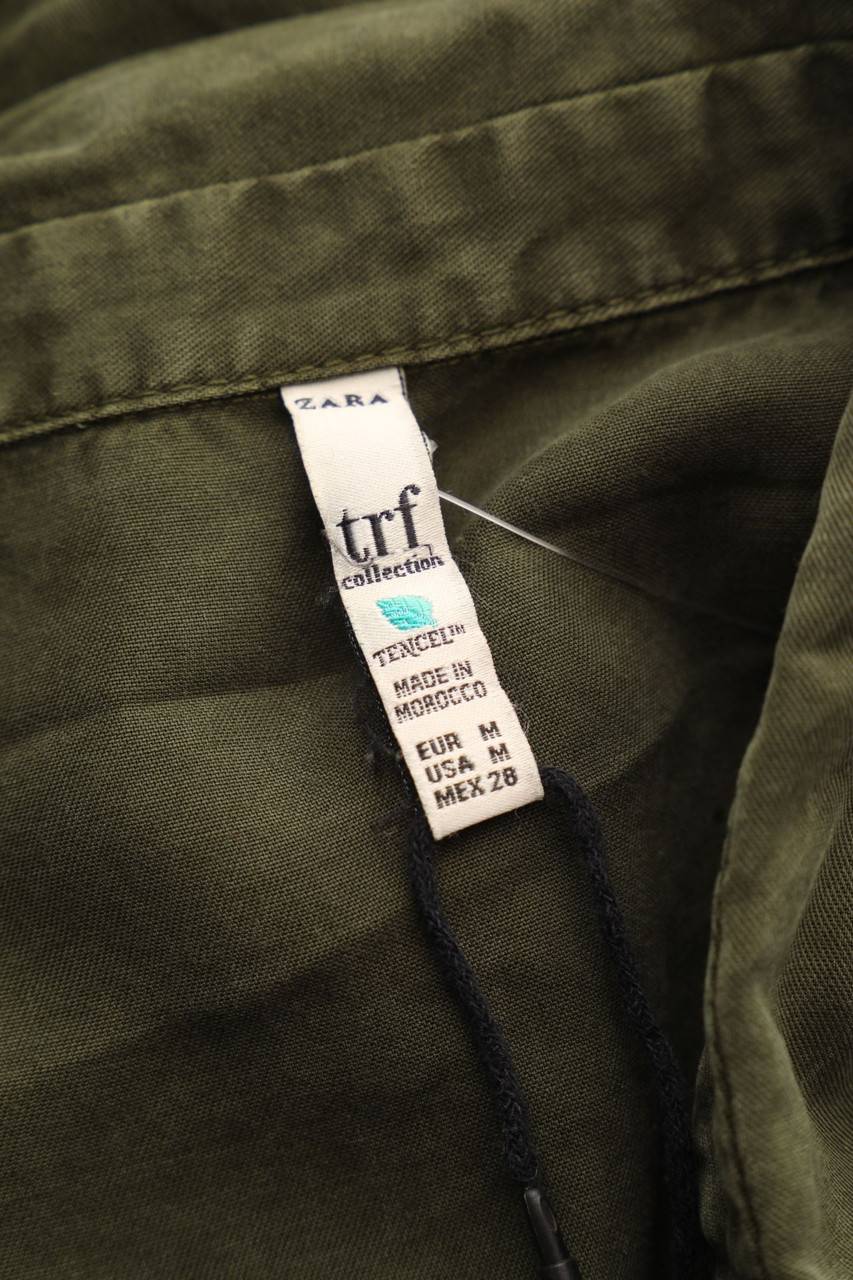 ZARA
trf
collection
TENCEL™
MADE IN
MOROCCO
EUR M
USA M
MEX 28